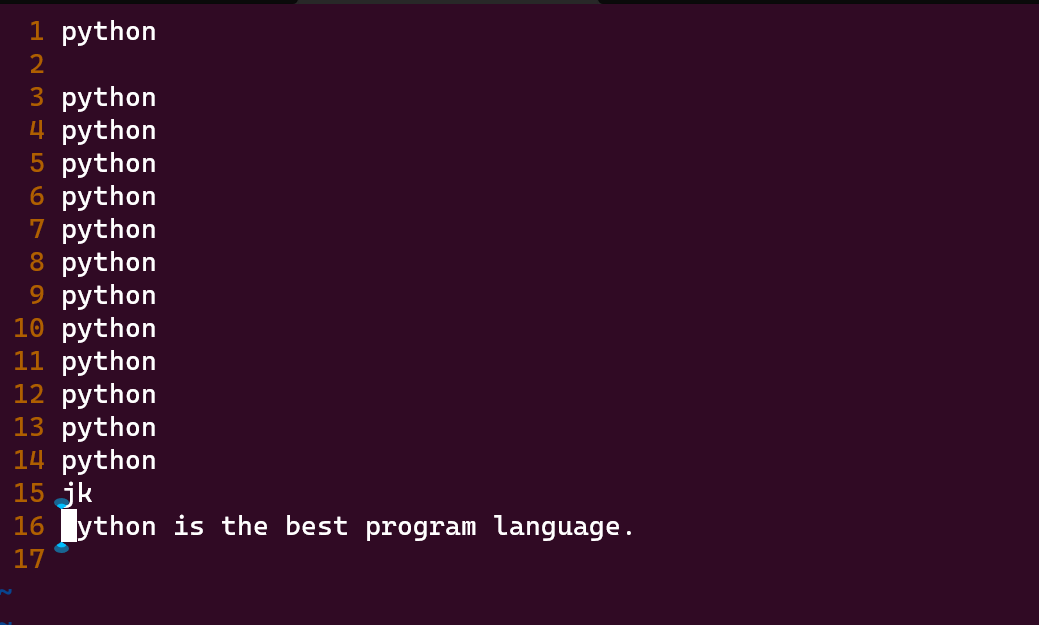 1 python
2
3 python
4 python
5 python
6 python
7 python
8 python
9 python
10 python
11 python
12 python
13 python
14 python
15 jk
16 ython is the best program language.
17
~
~